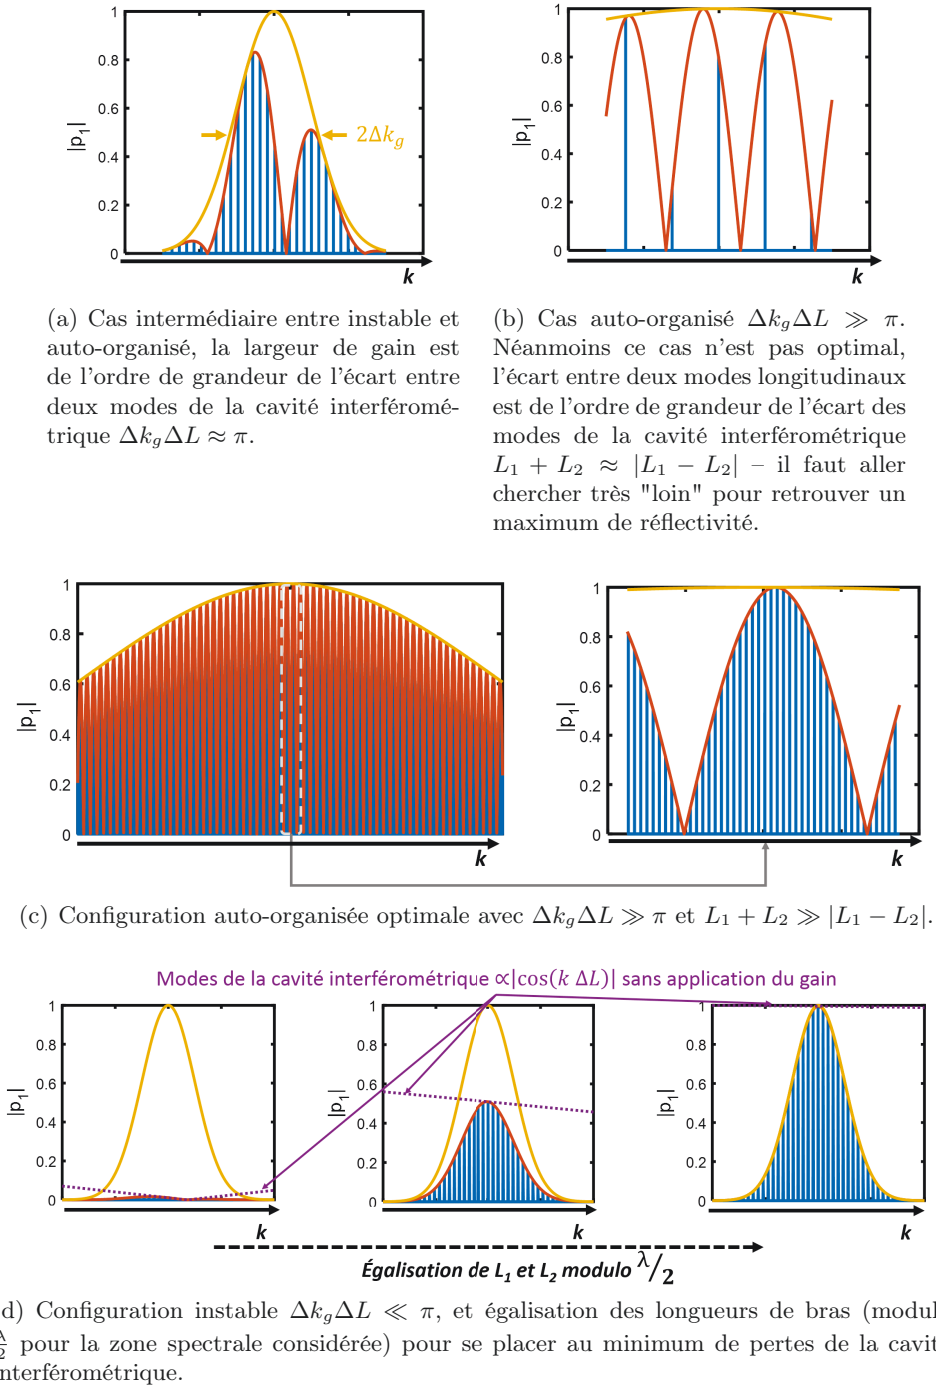 1
0.8
0.6
0.4
0.2
0
|p1|
2Δkg
k
1
0.8
0.6
0.4
0.2
0
|p1|
k
(a) Cas intermédiaire entre instable et
auto-organisé, la largeur de gain est
de l'ordre de grandeur de l'écart entre
deux modes de la cavité interféromé-
trique ΔkgΔL ≈ π.
(b) Cas auto-organisé ΔkgΔL ≫ π.
Néanmoins ce cas n'est pas optimal,
l'écart entre deux modes longitudinaux
est de l'ordre de grandeur de l'écart des
modes de la cavité interférométrique
L1 + L2 ≈ |L1 − L2| – il faut aller
chercher très "loin" pour retrouver un
maximum de réflectivité.
1
0.8
0.6
0.4
0.2
0
|p1|
k
1
0.8
0.6
0.4
0.2
0
|p1|
k
(c) Configuration auto-organisée optimale avec ΔkgΔL ≫ π et L1 + L2 ≫ |L1 − L2|.
Modes de la cavité interférométrique ∝|cos(k ΔL)| sans application du gain
1
0.8
0.6
0.4
0.2
0
|p1|
k
1
0.8
0.6
0.4
0.2
0
|p1|
k
1
0.8
0.6
0.4
0.2
0
|p1|
k
Égalisation de L1 et L2 modulo λ/2
d) Configuration instable ΔkgΔL ≪ π, et égalisation des longueurs de bras (modul
λ/2 pour la zone spectrale considérée) pour se placer au minimum de pertes de la cavit
nterférométrique.